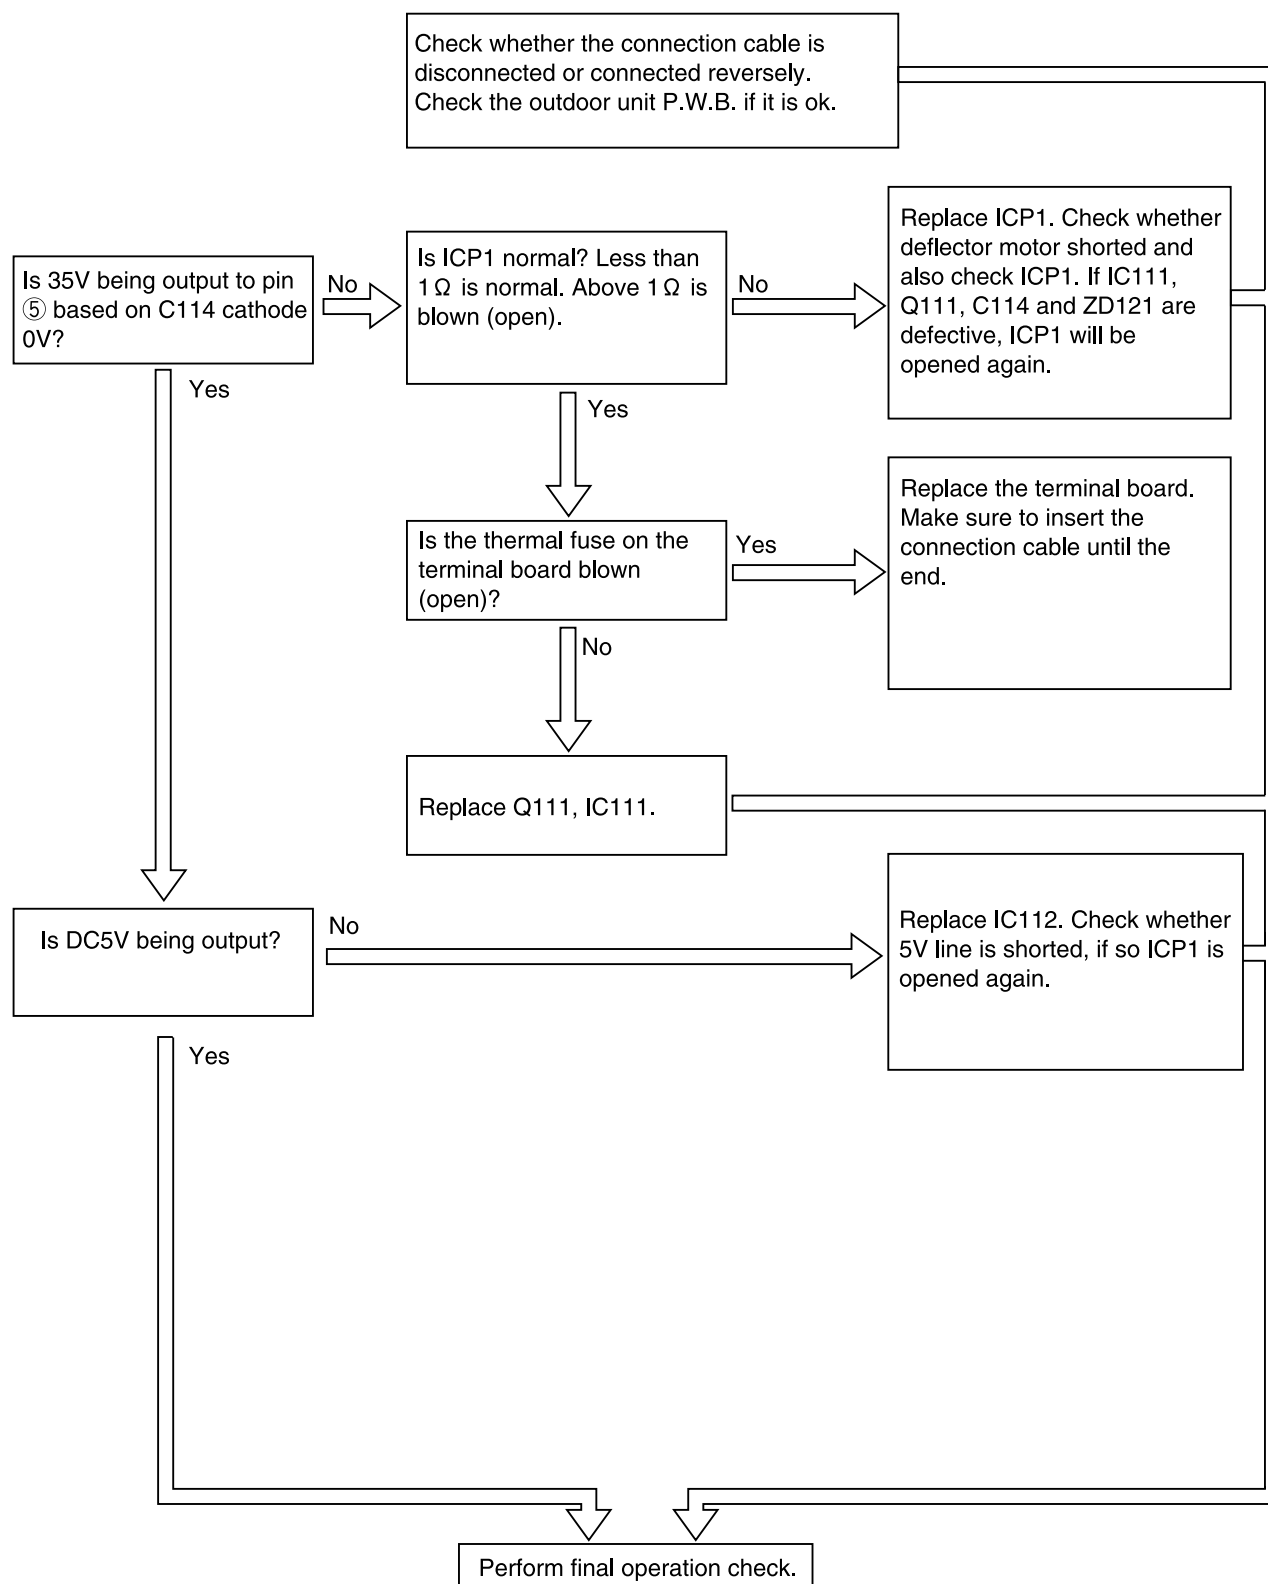 Check whether the connection cable is
disconnected or connected reversely.
Check the outdoor unit P.W.B. if it is ok.
Is 35V being output to pin
⑤ based on C114 cathode
0V?
No
Is ICP1 normal? Less than
1Ω is normal. Above 1Ω is
blown (open).
No
Replace ICP1. Check whether
deflector motor shorted and
also check ICP1. If IC111,
Q111, C114 and ZD121 are
defective, ICP1 will be
opened again.
Yes
Yes
Is the thermal fuse on the
terminal board blown
(open)?
Yes
Replace the terminal board.
Make sure to insert the
connection cable until the
end.
No
Replace Q111, IC111.
Is DC5V being output?
No
Replace IC112. Check whether
5V line is shorted, if so ICP1 is
opened again.
Yes
Perform final operation check.